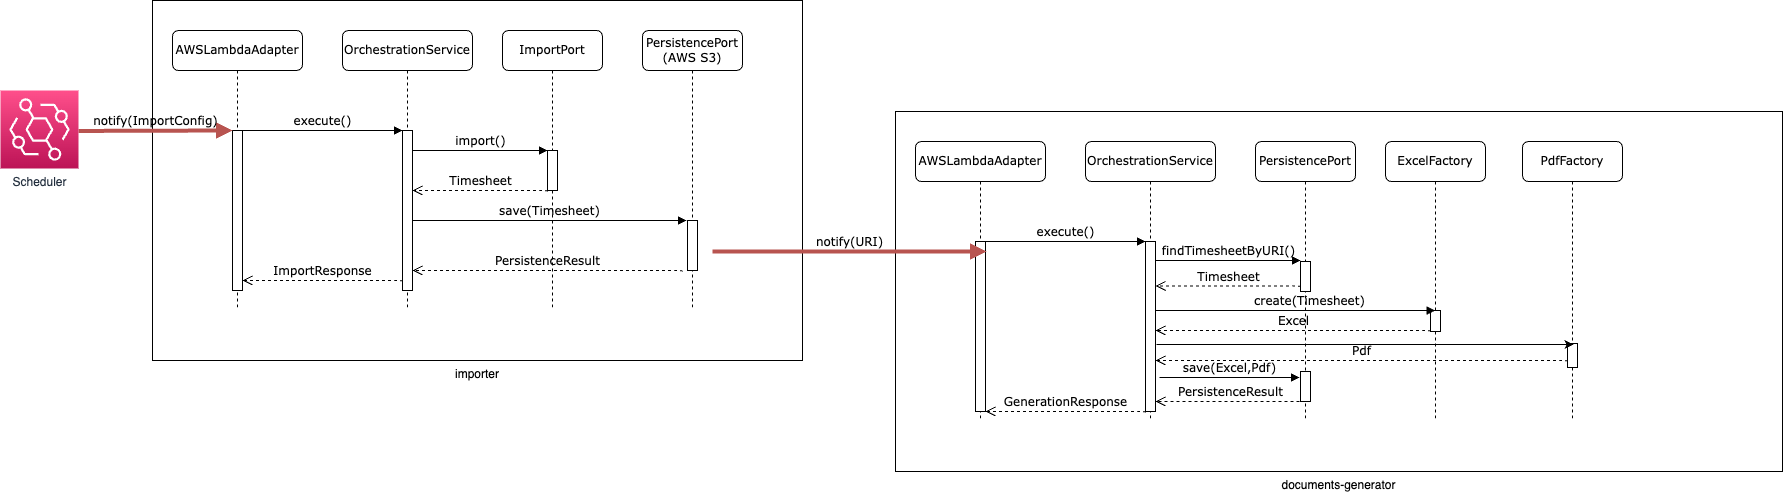 AWSLambdaAdapter
OrchestrationService
ImportPort
PersistencePort
(AWS S3)
notify(ImportConfig)
execute()
import()
Timesheet
save(Timesheet)
PersistenceResult
ImportResponse
Scheduler
importer
notify(URI)
AWSLambdaAdapter
OrchestrationService
PersistencePort
ExcelFactory
PdfFactory
execute()
findTimesheetByURI()
Timesheet
create(Timesheet)
Excel
Pdf
save(Excel,Pdf)
PersistenceResult
GenerationResponse
documents-generator